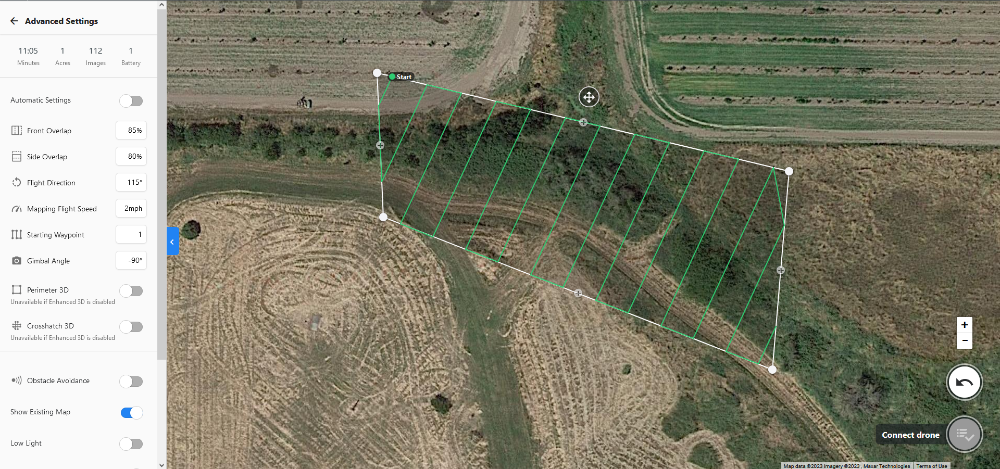 Advanced Settings
11:05 1 112 1
Minutes Acres Images Battery
Automatic Settings
Front Overlap 85%
Side Overlap 80%
Flight Direction 115°
Mapping Flight Speed 2mph
Starting Waypoint 1
Gimbal Angle -90°
Perimeter 3D
Unavailable if Enhanced 3D is disabled
Crosshatch 3D
Unavailable if Enhanced 3D is disabled
Obstacle Avoidance
Show Existing Map
Low Light
Start
+
−
Connect drone
Map data ©2023 Imagery ©2023 , Maxar Technologies Terms of Use